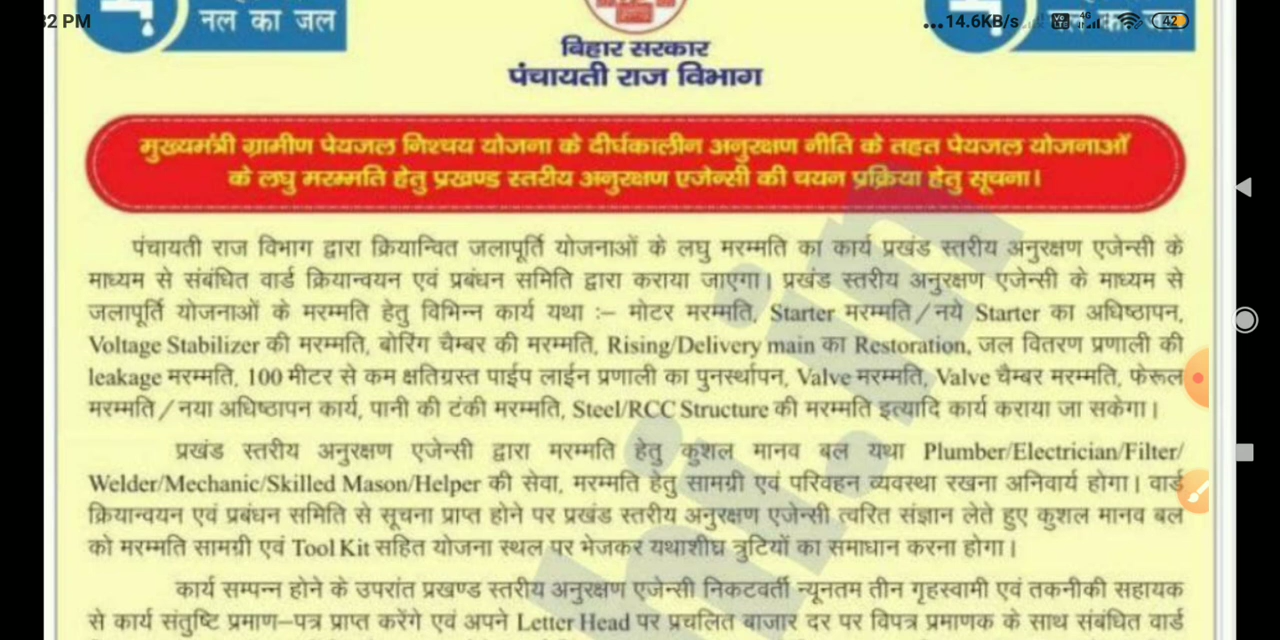 32 PM
...14.6KB/s
Vo LTE
4G
42
नल का जल
बिहार सरकार
पंचायती राज विभाग
मुख्यमंत्री ग्रामीण पेयजल निश्चय योजना के दीर्घकालीन अनुरक्षण नीति के तहत पेयजल योजनाओं
के लघु मरम्मति हेतु प्रखण्ड स्तरीय अनुरक्षण एजेन्सी की चयन प्रक्रिया हेतु सूचना।
पंचायती राज विभाग द्वारा क्रियान्वित जलापूर्ति योजनाओं के लघु मरम्मति का कार्य प्रखंड स्तरीय अनुरक्षण एजेन्सी के
माध्यम से संबंधित वार्ड क्रियान्वयन एवं प्रबंधन समिति द्वारा कराया जाएगा। प्रखंड स्तरीय अनुरक्षण एजेन्सी के माध्यम से
जलापूर्ति योजनाओं के मरम्मति हेतु विभिन्न कार्य यथा :– मोटर मरम्मति, Starter मरम्मति/नये Starter का अधिष्ठापन,
Voltage Stabilizer की मरम्मति, बोरिंग चैम्बर की मरम्मति, Rising/Delivery main का Restoration, जल वितरण प्रणाली की
leakage मरम्मति, 100 मीटर से कम क्षतिग्रस्त पाईप लाईन प्रणाली का पुनर्स्थापन, Valve मरम्मति, Valve चैम्बर मरम्मति, फेरूल
मरम्मति/नया अधिष्ठापन कार्य, पानी की टंकी मरम्मति, Steel/RCC Structure की मरम्मति इत्यादि कार्य कराया जा सकेगा।
प्रखंड स्तरीय अनुरक्षण एजेन्सी द्वारा मरम्मति हेतु कुशल मानव बल यथा Plumber/Electrician/Filter/
Welder/Mechanic/Skilled Mason/Helper की सेवा, मरम्मति हेतु सामग्री एवं परिवहन व्यवस्था रखना अनिवार्य होगा। वार्ड
क्रियान्वयन एवं प्रबंधन समिति से सूचना प्राप्त होने पर प्रखंड स्तरीय अनुरक्षण एजेन्सी त्वरित संज्ञान लेते हुए कुशल मानव बल
को मरम्मति सामग्री एवं Tool Kit सहित योजना स्थल पर भेजकर यथाशीघ्र त्रुटियों का समाधान करना होगा।
कार्य सम्पन्न होने के उपरांत प्रखण्ड स्तरीय अनुरक्षण एजेन्सी निकटवर्ती न्यूनतम तीन गृहस्वामी एवं तकनीकी सहायक
से कार्य संतुष्टि प्रमाण–पत्र प्राप्त करेंगे एवं अपने Letter Head पर प्रचलित बाजार दर पर विपत्र प्रमाणक के साथ संबंधित वार्ड